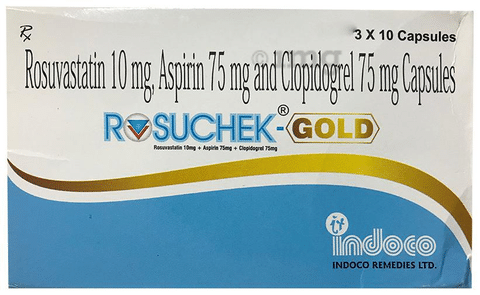 Rx
3 X 10 Capsules
Rosuvastatin 10 mg, Aspirin 75 mg and Clopidogrel 75 mg Capsules
ROSUCHEK®-GOLD
Rosuvastatin 10mg + Aspirin 75mg + Clopidogrel 75mg
indoco
INDOCO REMEDIES LTD.